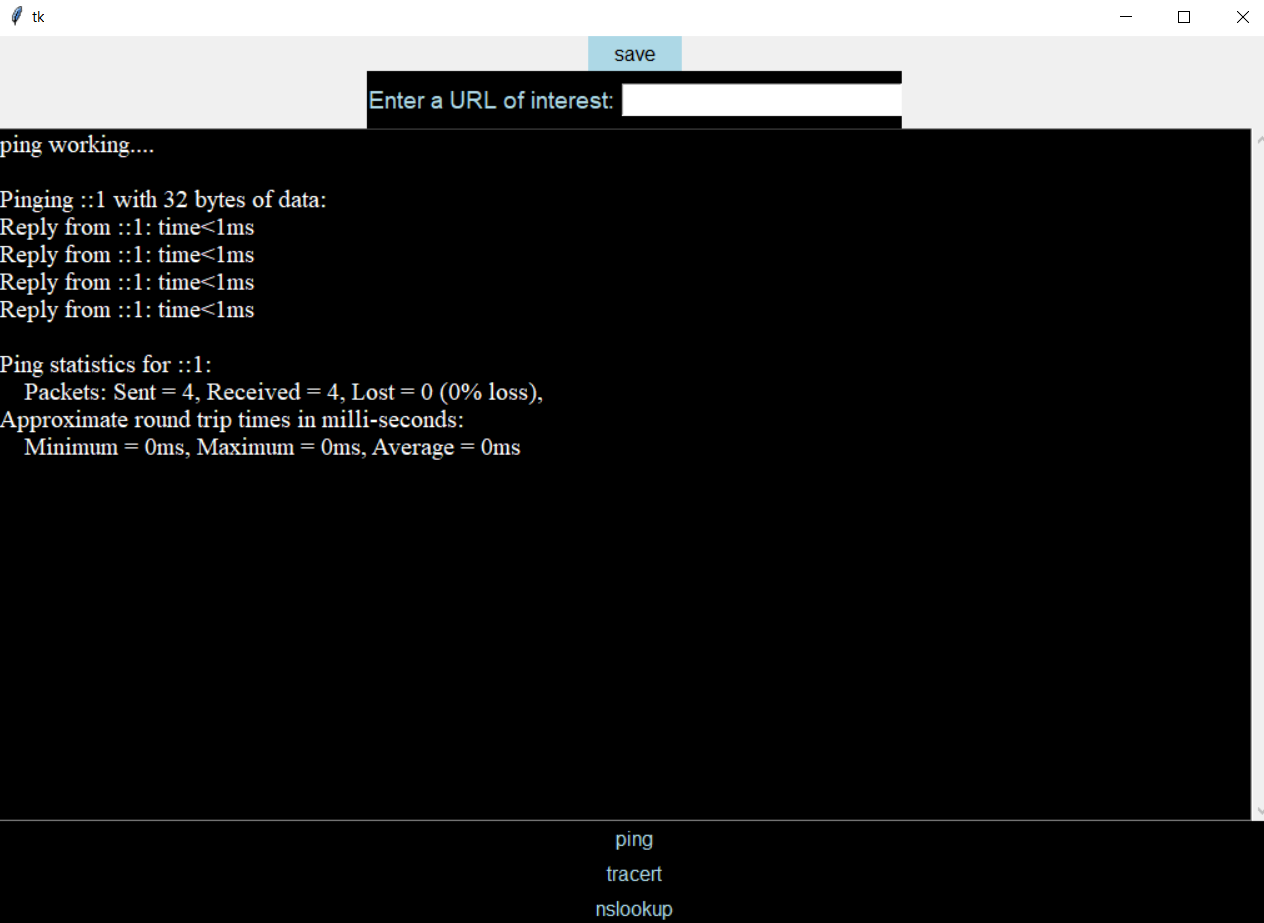 tk
save
Enter a URL of interest:
ping working....
Pinging ::1 with 32 bytes of data:
Reply from ::1: time<1ms
Reply from ::1: time<1ms
Reply from ::1: time<1ms
Reply from ::1: time<1ms
Ping statistics for ::1:
    Packets: Sent = 4, Received = 4, Lost = 0 (0% loss),
Approximate round trip times in milli-seconds:
    Minimum = 0ms, Maximum = 0ms, Average = 0ms
ping
tracert
nslookup